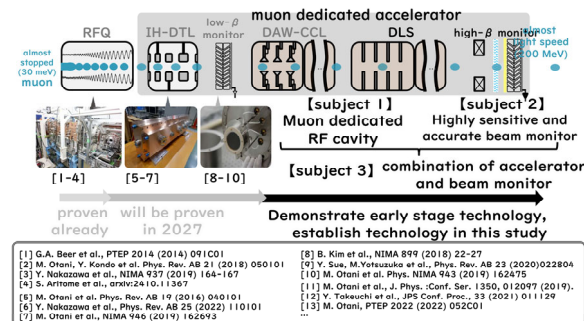 muon dedicated accelerator
RFQ
IH-DTL
low-β
monitor
DAW-CCL
DLS
high-β monitor
almost
stopped
(30 meV)
muon
almost
light speed
(200 MeV)
【subject 1】
Muon dedicated
RF cavity
【subject 2】
Highly sensitive and
accurate beam monitor
[1-4]
[5-7]
[8-10]
【subject 3】
combination of accelerator
and beam monitor
proven
already
will be proven
in 2027
Demonstrate early stage technology,
establish technology in this study
[1] G.A. Beer et al., PTEP 2014 (2014) 091C01
[2] M. Otani, Y. Kondo et al. Phys. Rev. AB 21 (2018) 050101
[3] Y. Nakazawa et al., NIMA 937 (2019) 164-167
[4] S. Aritome et al., arxiv:2410.11367
[5] M. Otani et al. Phys. Rev. AB 19 (2016) 040101
[6] Y. Nakazawa et al., Phys. Rev. AB 25 (2022) 110101
[7] M. Otani et al., NIMA 946 (2019) 162693
[8] B. Kim et al., NIMA 899 (2018) 22-27
[9] Y. Sue, M.Yotsuzuka et al., Phys. Rev. AB 23 (2020)022804
[10] M. Otani et al. Phys. NIMA 943 (2019) 162475
[11] M. Otani et al., J. Phys. :Conf. Ser. 1350, 012097 (2019).
[12] Y. Takeuchi et al., JPS Conf. Proc., 33 (2021) 011129
[13] M. Otani, PTEP 2022 (2022) 052C01
...